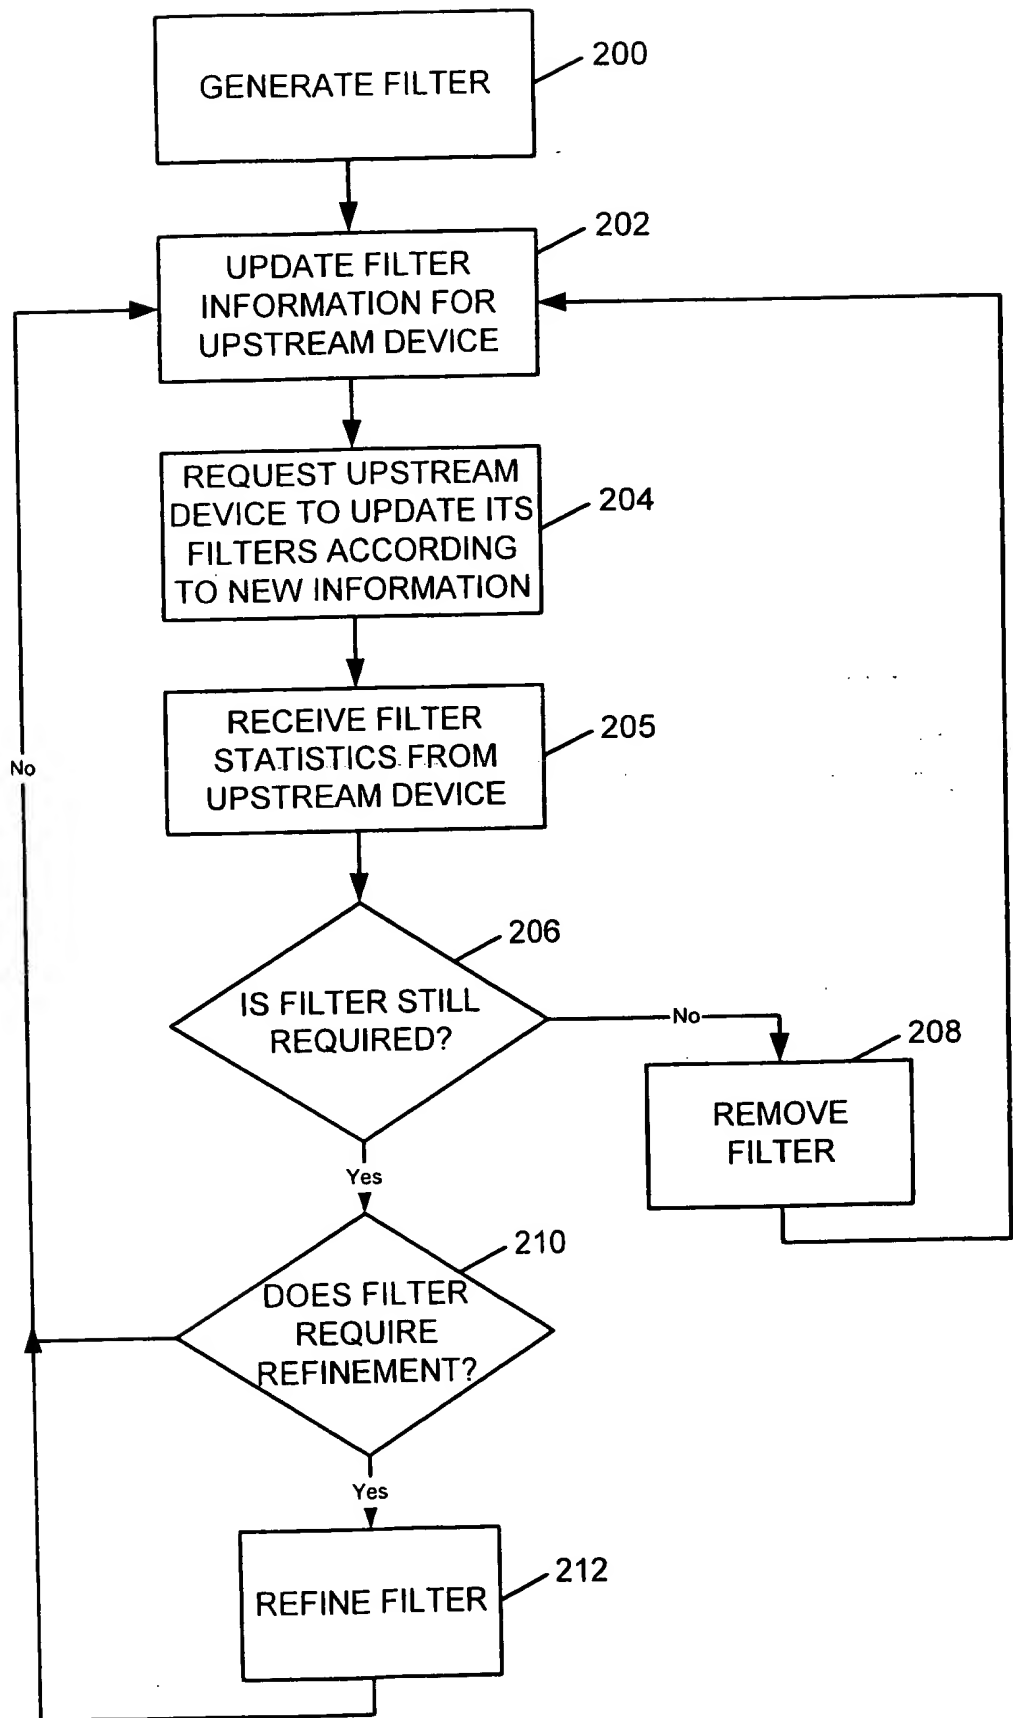 GENERATE FILTER
200
202
UPDATE FILTER
INFORMATION FOR
UPSTREAM DEVICE
REQUEST UPSTREAM
DEVICE TO UPDATE ITS
FILTERS ACCORDING
TO NEW INFORMATION
204
RECEIVE FILTER
STATISTICS FROM
UPSTREAM DEVICE
205
No
206
IS FILTER STILL
REQUIRED?
No
208
REMOVE
FILTER
Yes
210
DOES FILTER
REQUIRE
REFINEMENT?
Yes
REFINE FILTER
212